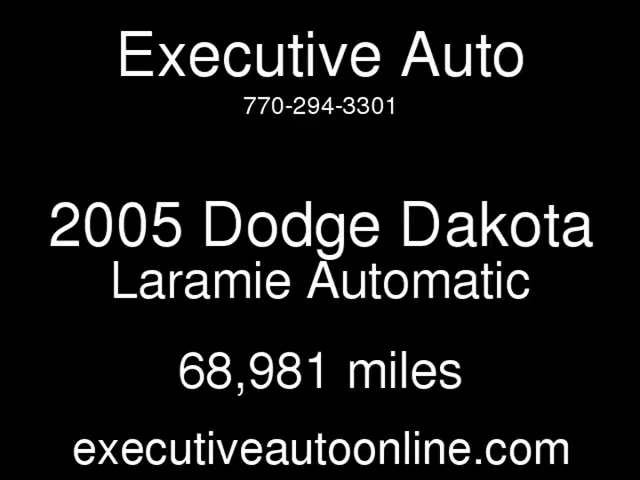 Executive Auto
770-294-3301
2005 Dodge Dakota
Laramie Automatic
68,981 miles
executiveautoonline.com